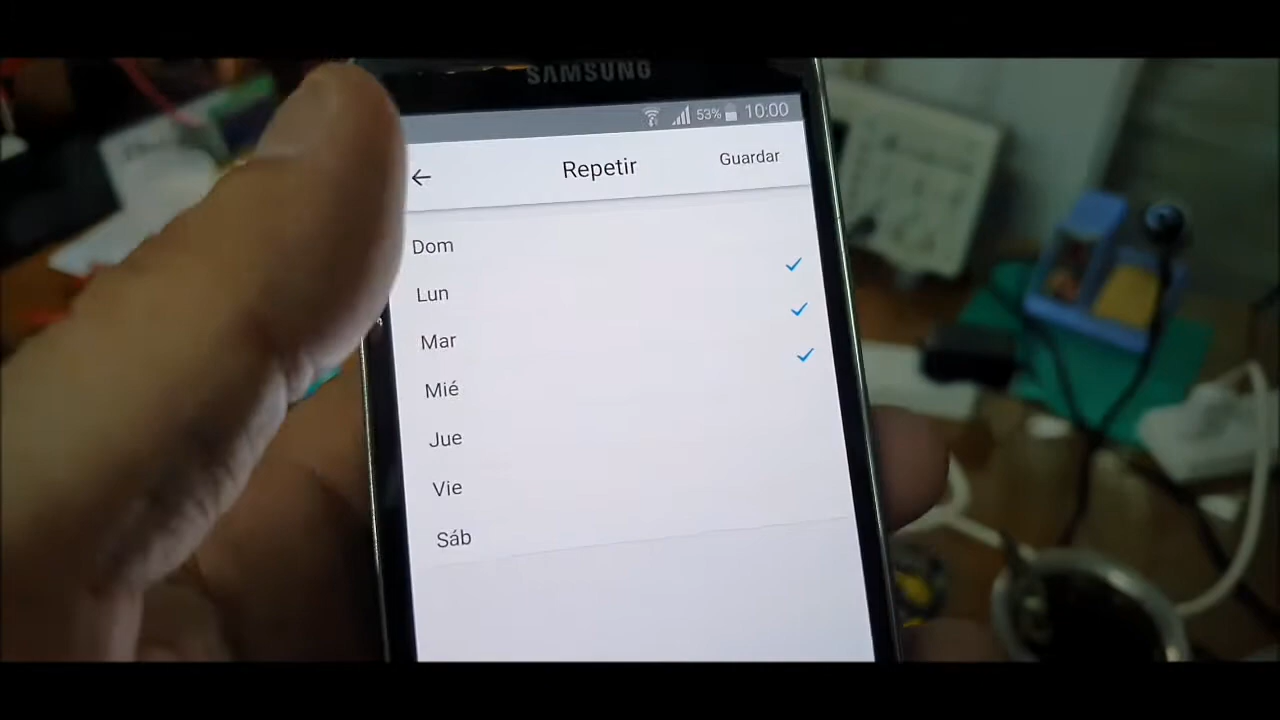 SAMSUNG
53% 10:00
Repetir Guardar
Dom
Lun
Mar
Mié
Jue
Vie
Sáb